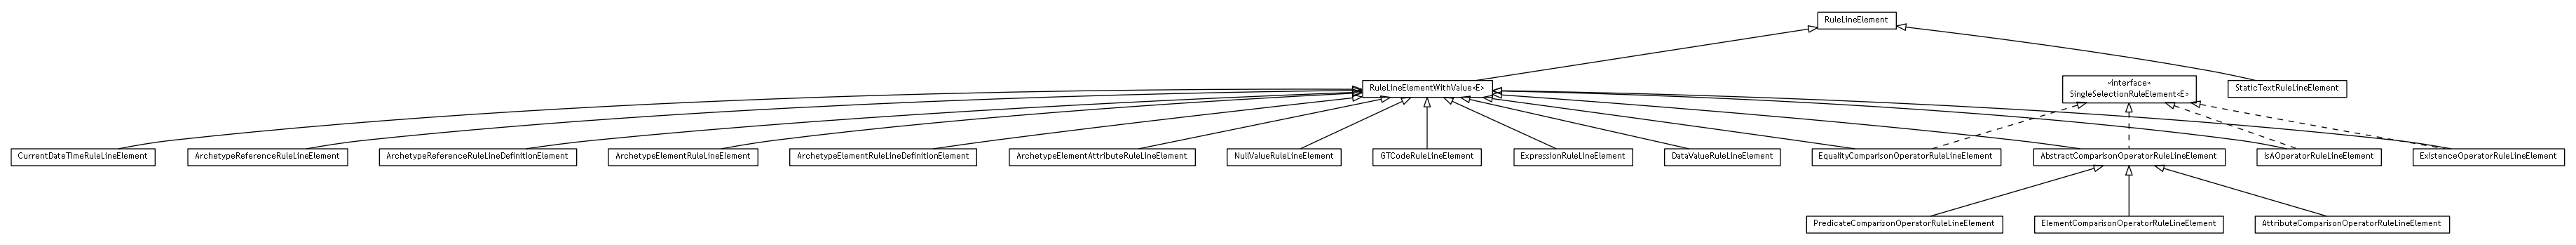 RuleLineElement
RuleLineElementWithValue<E>
«interface»
SingleSelectionRuleElement<E>
StaticTextRuleLineElement
CurrentDateTimeRuleLineElement
ArchetypeReferenceRuleLineElement
ArchetypeReferenceRuleLineDefinitionElement
ArchetypeElementRuleLineElement
ArchetypeElementRuleLineDefinitionElement
ArchetypeElementAttributeRuleLineElement
NullValueRuleLineElement
GTCodeRuleLineElement
ExpressionRuleLineElement
DataValueRuleLineElement
EqualityComparisonOperatorRuleLineElement
AbstractComparisonOperatorRuleLineElement
IsAOperatorRuleLineElement
ExistenceOperatorRuleLineElement
PredicateComparisonOperatorRuleLineElement
ElementComparisonOperatorRuleLineElement
AttributeComparisonOperatorRuleLineElement